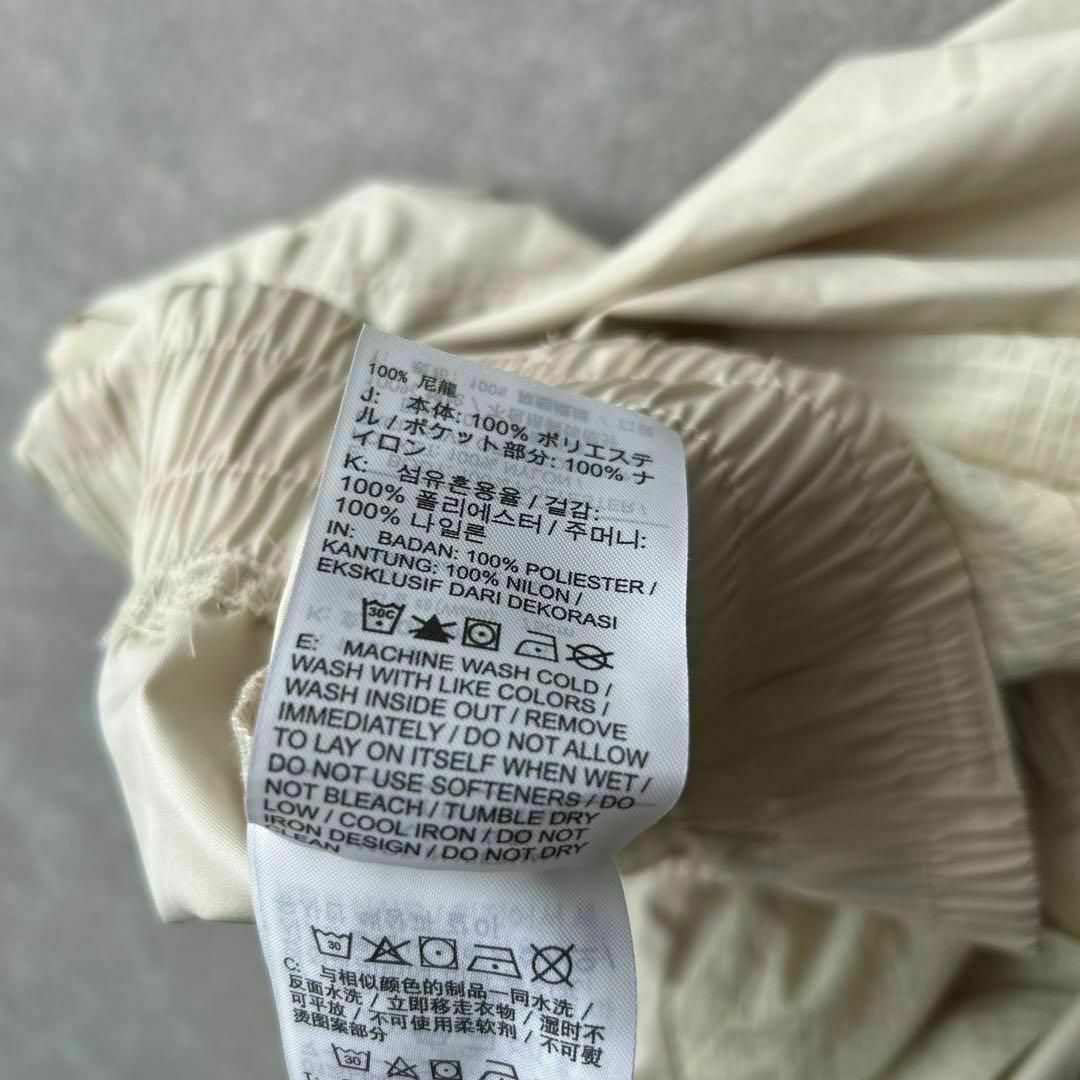 100% 尼龍
J: 本体: 100% ポリエステ
ル / ポケット部分: 100% ナ
イロン
K: 섬유혼용율 / 겉감:
100% 폴리에스터 / 주머니:
100% 나일론
IN: BADAN: 100% POLIESTER /
KANTUNG: 100% NILON /
EKSKLUSIF DARI DEKORASI
30C
E: MACHINE WASH COLD /
WASH WITH LIKE COLORS /
WASH INSIDE OUT / REMOVE
IMMEDIATELY / DO NOT ALLOW
TO LAY ON ITSELF WHEN WET /
DO NOT USE SOFTENERS / DO
NOT BLEACH / TUMBLE DRY
LOW / COOL IRON / DO NOT
IRON DESIGN / DO NOT DRY
CLEAN
30
C: 与相似颜色的制品一同水洗 /
反面水洗 / 立即移走衣物 / 湿时不
可平放 / 不可使用柔软剂 / 不可熨
烫图案部分
30